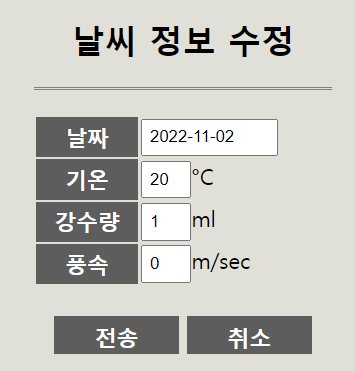 날씨 정보 수정
날짜 2022-11-02
기온 20 °C
강수량 1 ml
풍속 0 m/sec
전송 취소